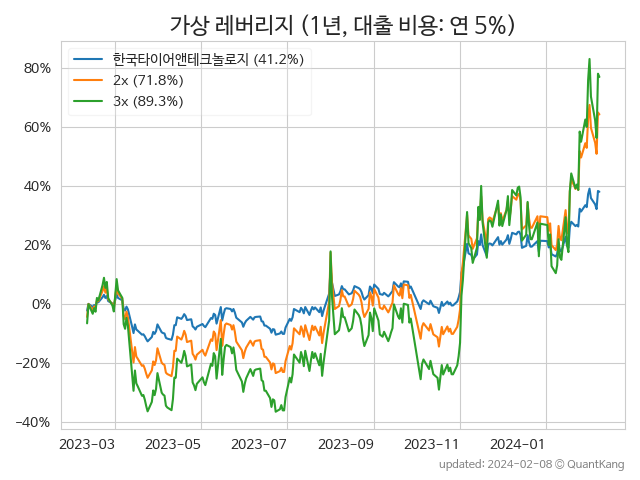 가상 레버리지 (1년, 대출 비용: 연 5%)
한국타이어앤테크놀로지 (41.2%)
2x (71.8%)
3x (89.3%)
80%
60%
40%
20%
0%
−20%
−40%
2023-03
2023-05
2023-07
2023-09
2023-11
2024-01
updated: 2024-02-08 © QuantKang